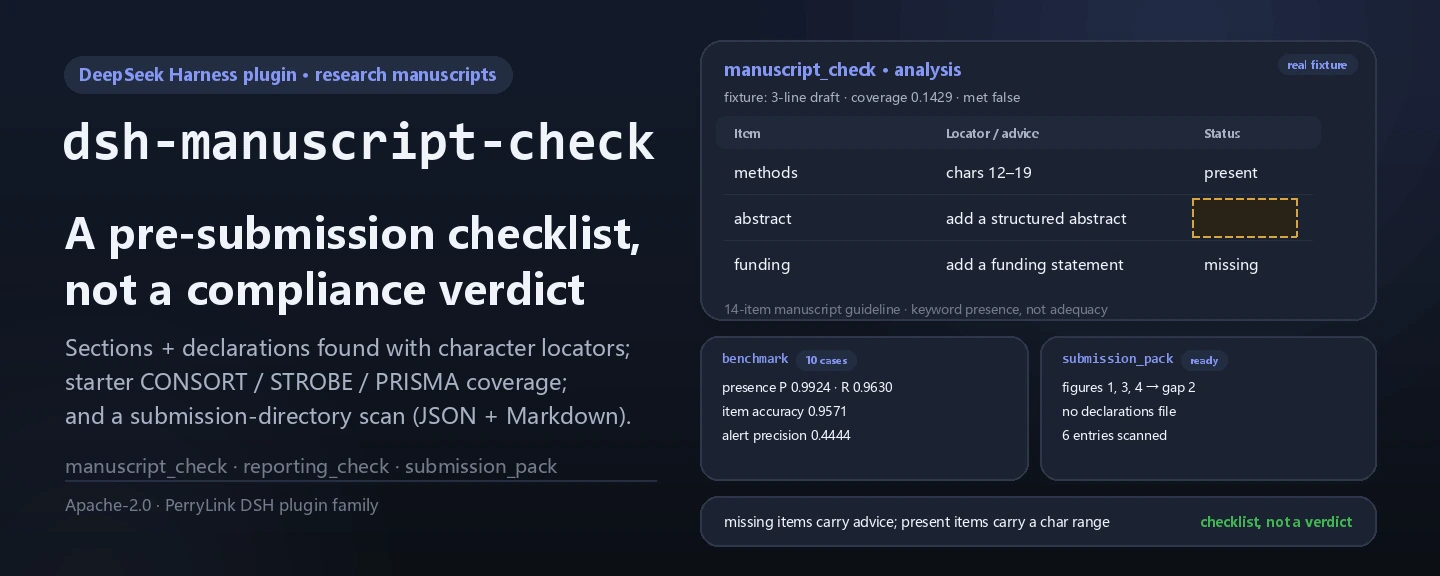 DeepSeek Harness plugin • research manuscripts
dsh-manuscript-check
A pre-submission checklist,
not a compliance verdict
Sections + declarations found with character locators;
starter CONSORT / STROBE / PRISMA coverage;
and a submission-directory scan (JSON + Markdown).
manuscript_check · reporting_check · submission_pack
Apache-2.0 · PerryLink DSH plugin family
manuscript_check • analysis
real fixture
fixture: 3-line draft · coverage 0.1429 · met false
Item Locator / advice Status
methods chars 12–19 present
abstract add a structured abstract
funding add a funding statement missing
14-item manuscript guideline · keyword presence, not adequacy
benchmark 10 cases
presence P 0.9924 · R 0.9630
item accuracy 0.9571
alert precision 0.4444
submission_pack ready
figures 1, 3, 4 → gap 2
no declarations file
6 entries scanned
missing items carry advice; present items carry a char range
checklist, not a verdict